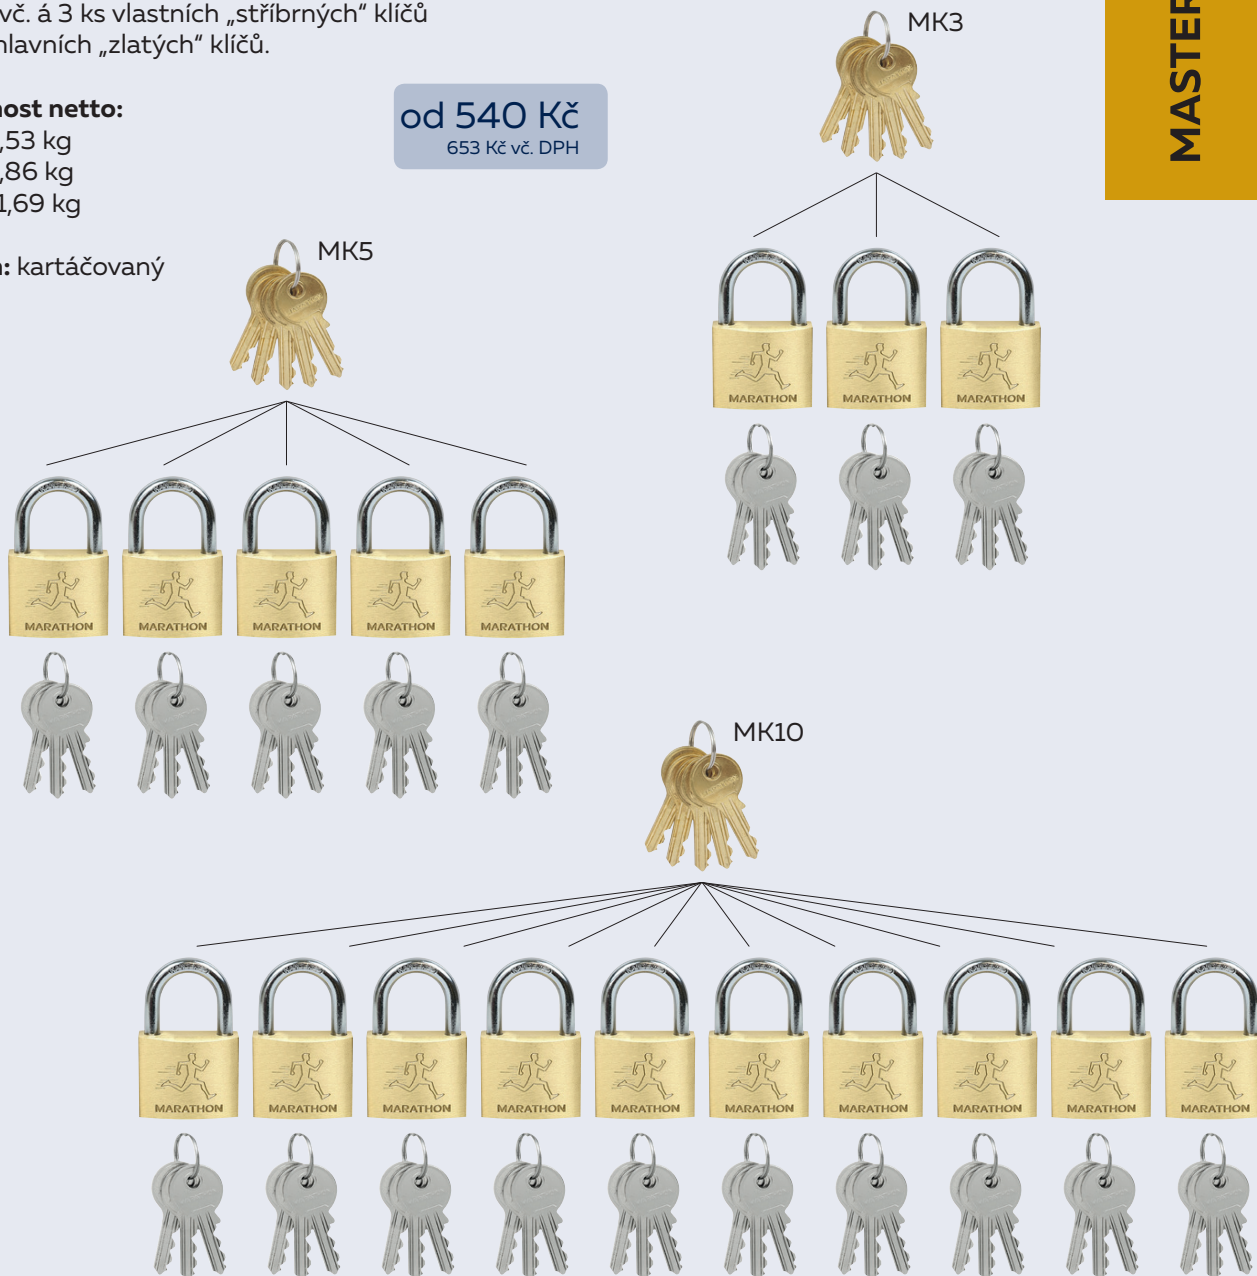 vč. á 3 ks vlastních „stříbrných“ klíčů
hlavních „zlatých“ klíčů.
nost netto:
,53 kg
,86 kg
1,69 kg
: kartáčovaný
od 540 Kč
653 Kč vč. DPH
MK3
MASTER
MARATHON MARATHON MARATHON
MK5
MARATHON MARATHON MARATHON MARATHON MARATHON
MK10
MARATHON MARATHON MARATHON MARATHON MARATHON MARATHON MARATHON MARATHON MARATHON MARATHON